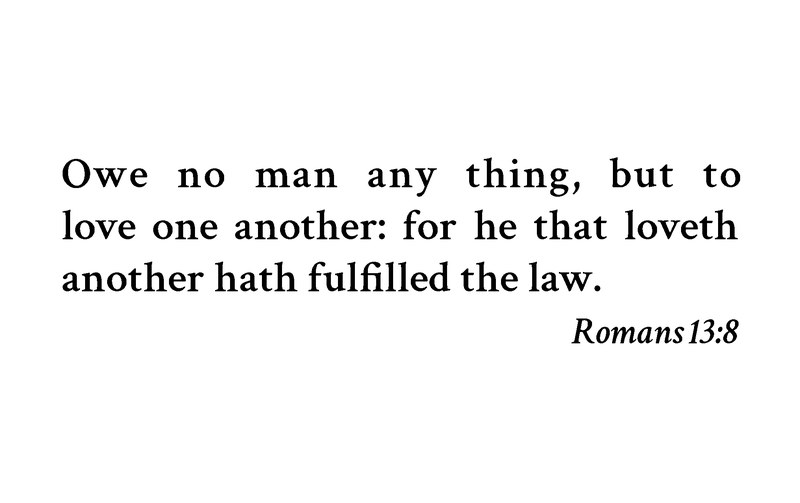 Owe no man any thing, but to
love one another: for he that loveth
another hath fulfilled the law.
Romans 13:8